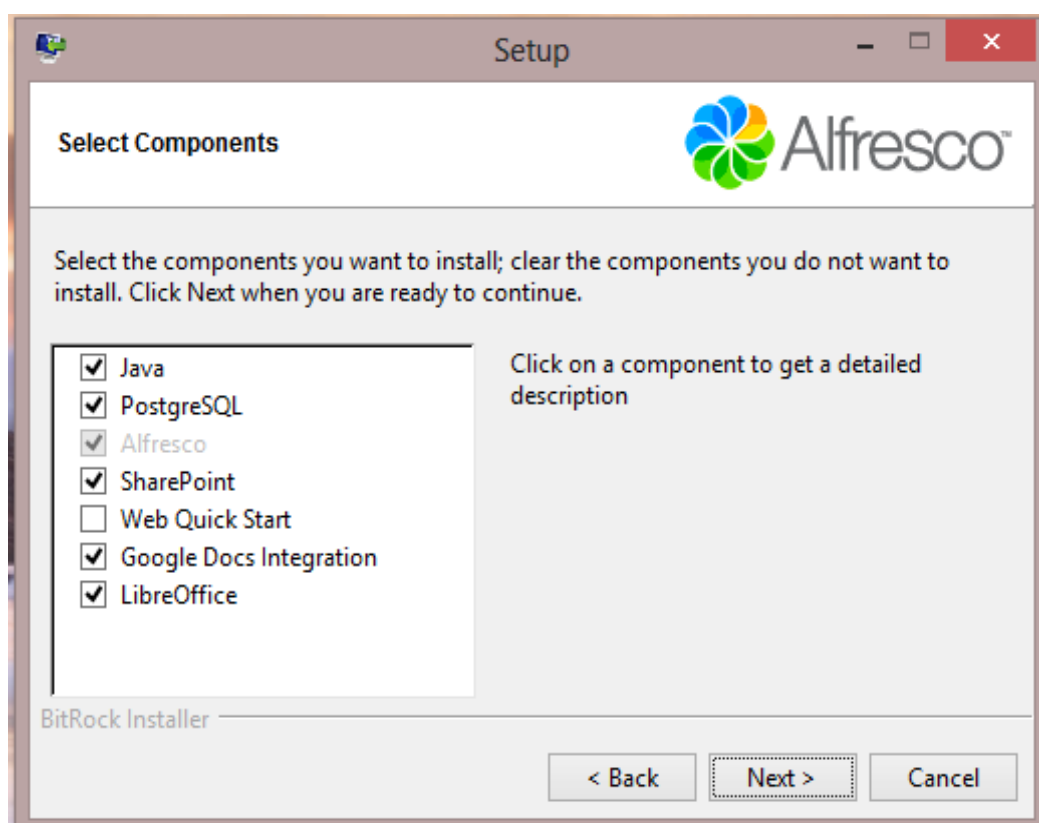 Setup
Select Components
Alfresco™
Select the components you want to install; clear the components you do not want to
install. Click Next when you are ready to continue.
Java
PostgreSQL
Alfresco
SharePoint
Web Quick Start
Google Docs Integration
LibreOffice
Click on a component to get a detailed
description
BitRock Installer
< Back
Next >
Cancel